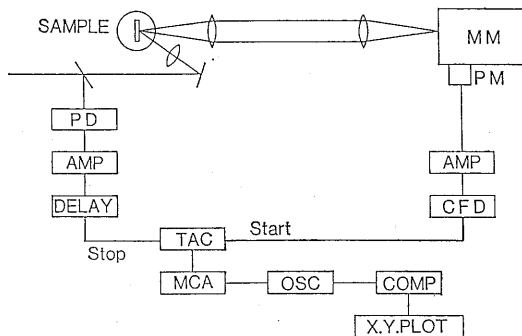 SAMPLE
MM
PM
PD
AMP
AMP
DELAY
CFD
Start
TAC
Stop
MCA
OSC
COMP
X.Y.PLOT